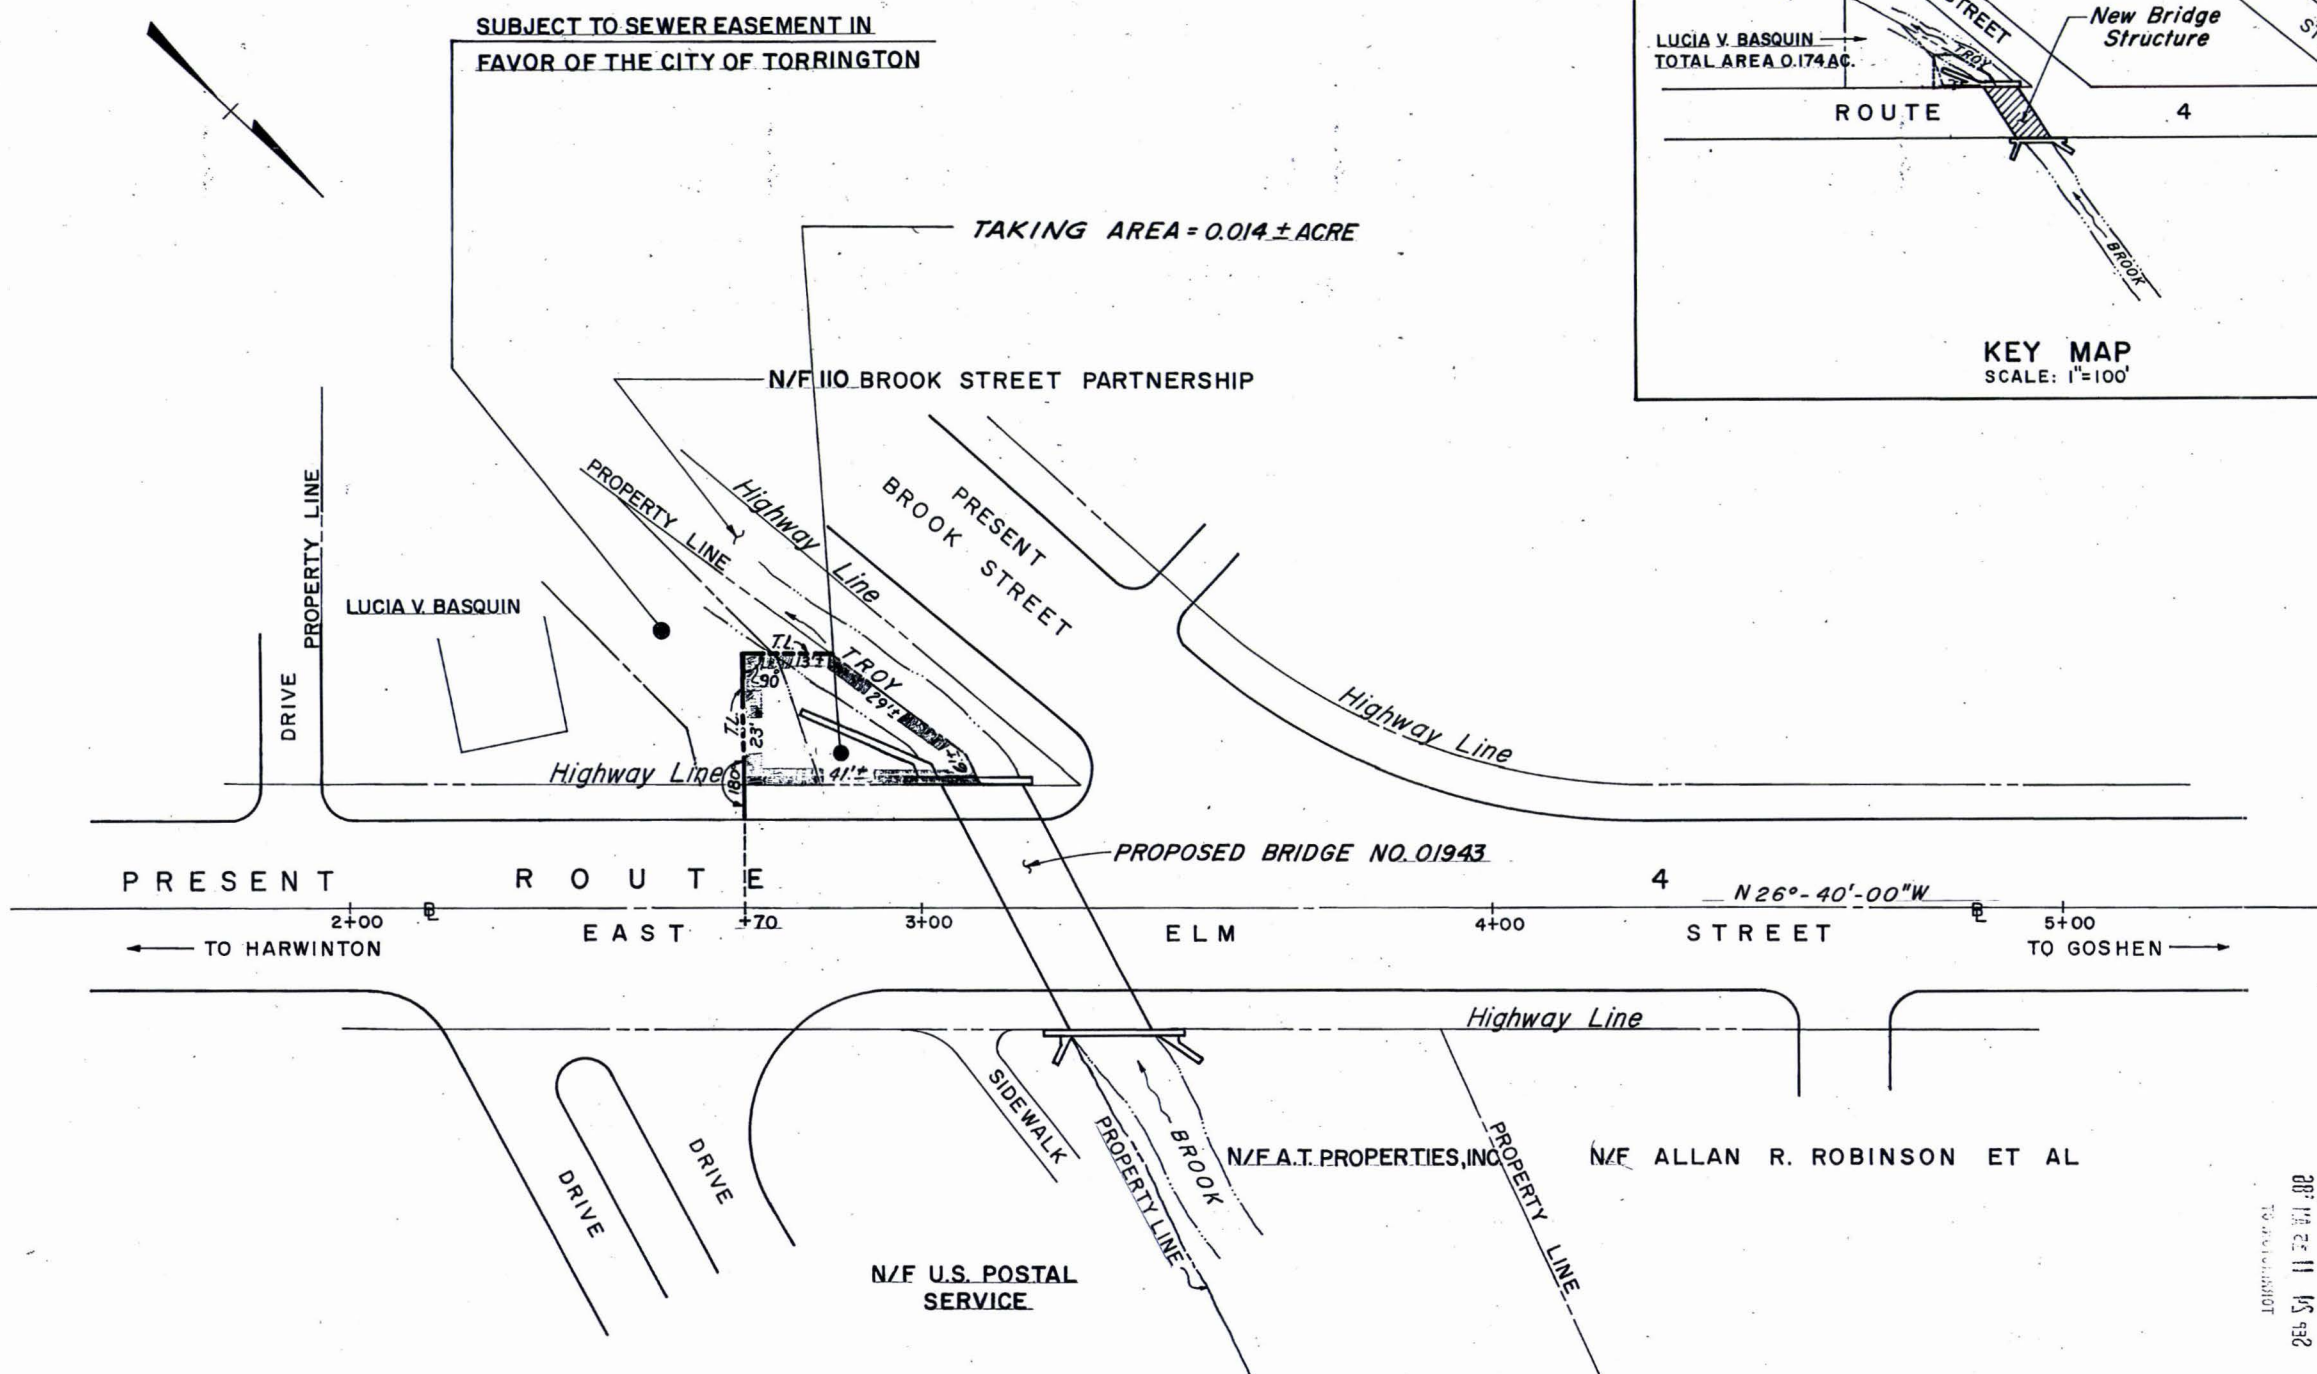 SUBJECT TO SEWER EASEMENT IN
FAVOR OF THE CITY OF TORRINGTON
STREET
New Bridge
Structure
LUCIA V. BASQUIN
TOTAL AREA 0.174 AC.
TROY
ROUTE 4
BROOK
KEY MAP
SCALE: 1"=100'
TAKING AREA = 0.014 ± ACRE
N/F 110 BROOK STREET PARTNERSHIP
PROPERTY LINE
Highway Line
PRESENT
BROOK STREET
PROPERTY LINE
LUCIA V. BASQUIN
DRIVE
T.L.
13'±
TROY
90°
29'±
T.L.
23'
41'±
180°
Highway Line
Highway Line
PROPOSED BRIDGE NO. 01943
PRESENT ROUTE 4
N 26°-40'-00" W
2+00
+70
3+00
4+00
5+00
EAST ELM STREET
TO HARWINTON
TO GOSHEN
Highway Line
SIDEWALK
DRIVE
DRIVE
PROPERTY LINE
BROOK
N/F A.T. PROPERTIES, INC
PROPERTY LINE
N/F ALLAN R. ROBINSON ET AL
N/F U.S. POSTAL
SERVICE